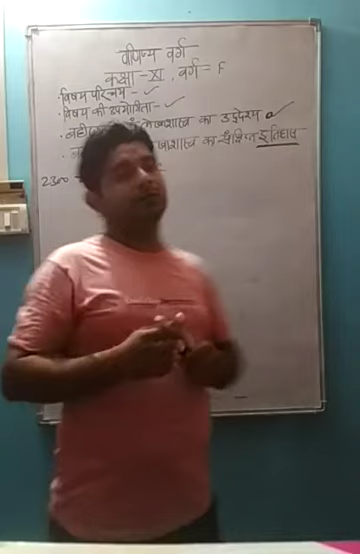 वाणिज्य वर्ग
कक्षा - XI, वर्ग = F
· विषय परिचय - ✓
· विषय की उपयोगिता - ✓
लेखाशास्त्र का उद्देश्य ✓
लेखाशास्त्र का संक्षिप्त इतिहास
2300